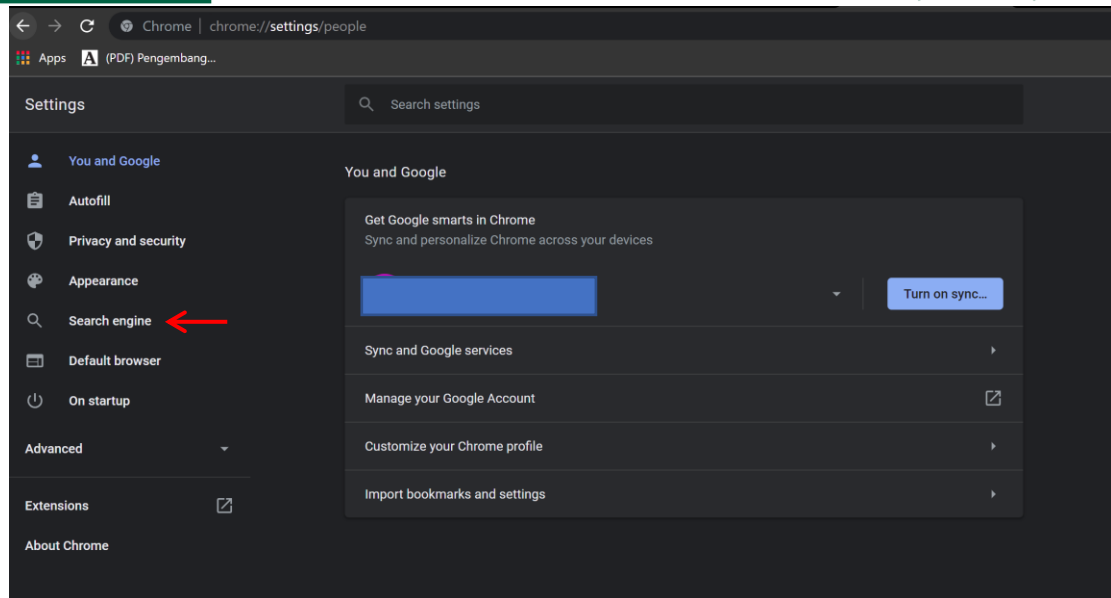 Chrome | chrome://settings/people
Apps (PDF) Pengembang...
Settings
Search settings
You and Google
Autofill
Privacy and security
Appearance
Search engine
Default browser
On startup
Advanced
Extensions
About Chrome
You and Google
Get Google smarts in Chrome
Sync and personalize Chrome across your devices
Turn on sync...
Sync and Google services
Manage your Google Account
Customize your Chrome profile
Import bookmarks and settings